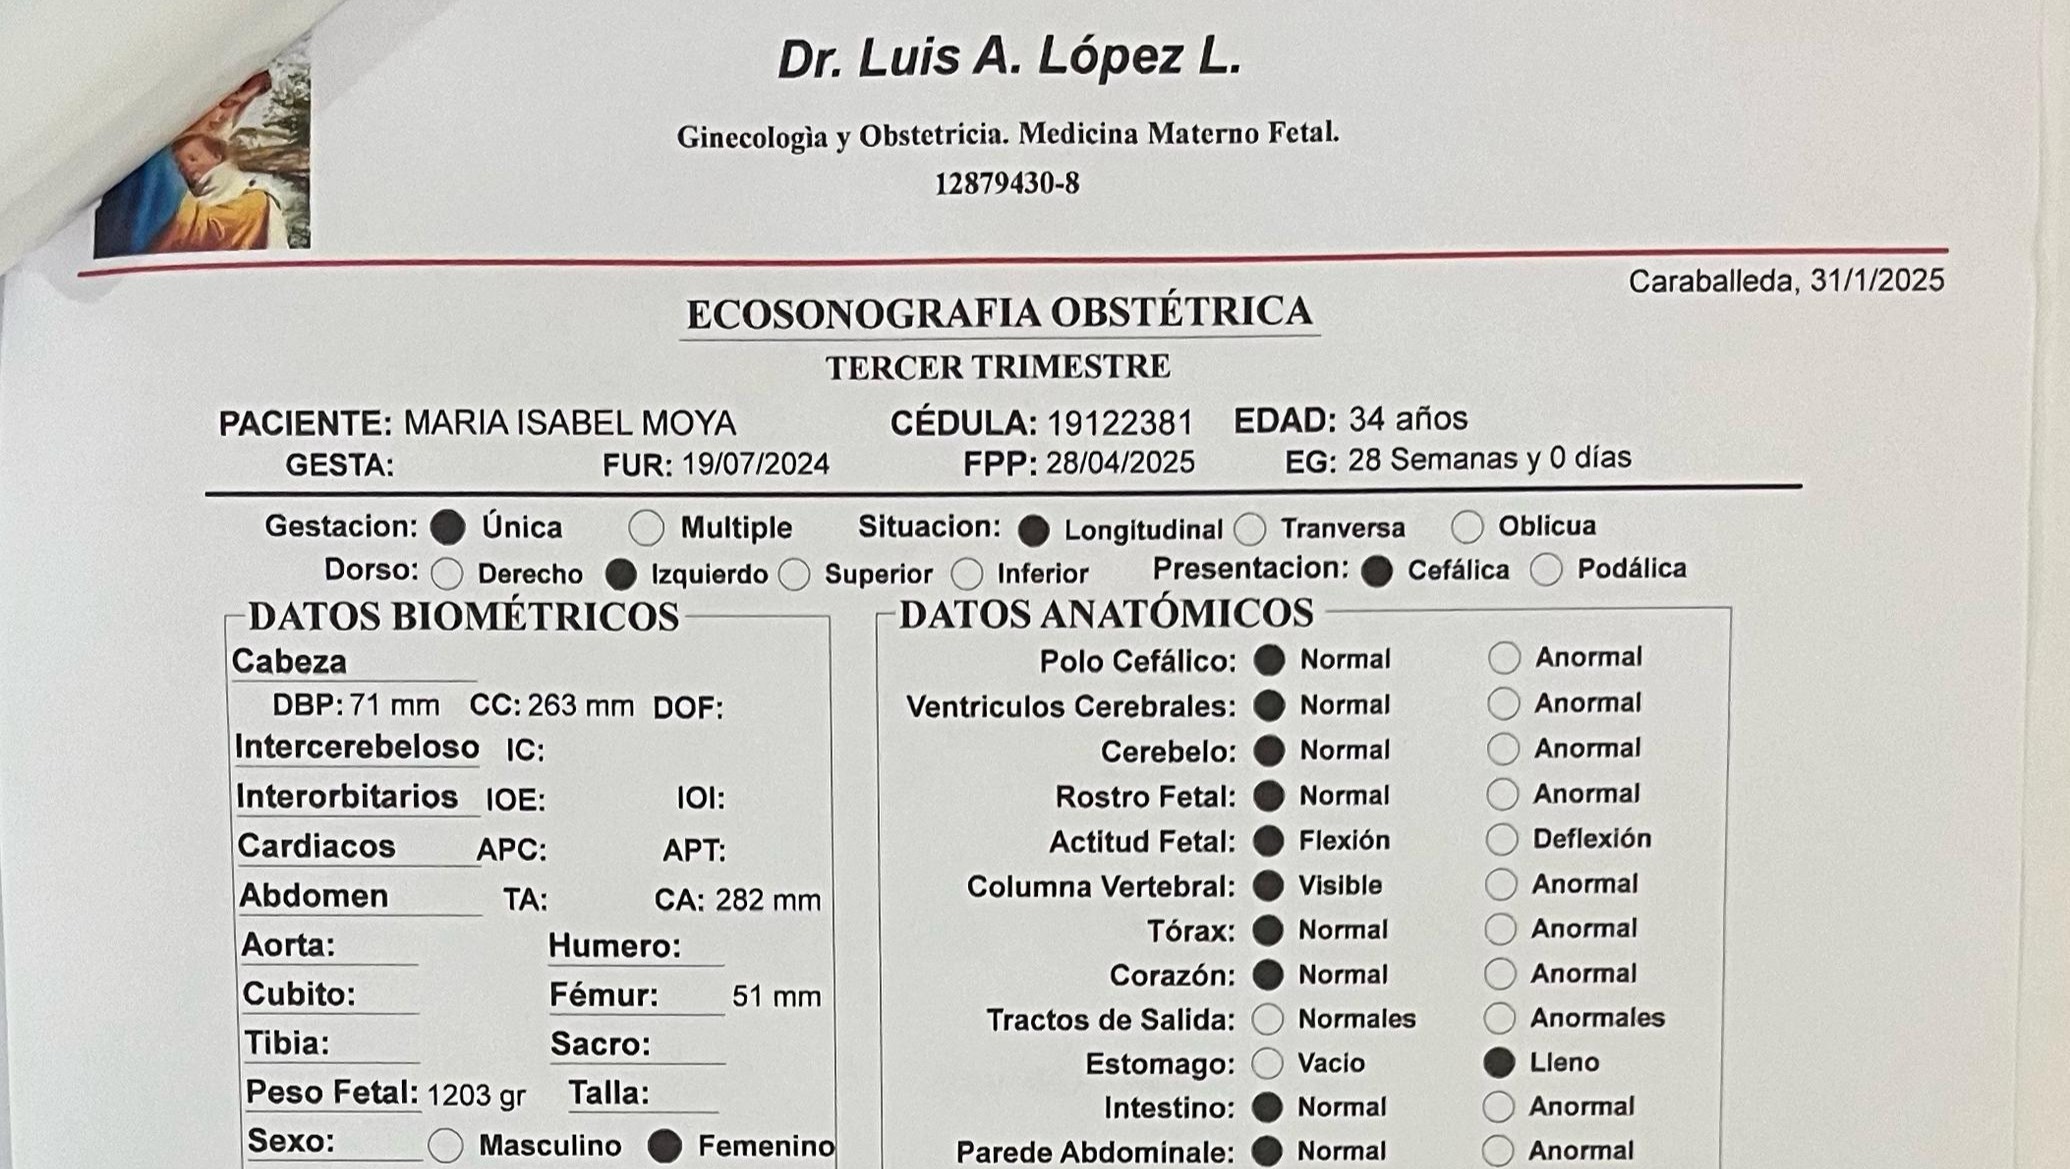 Dr. Luis A. López L.
Ginecologìa y Obstetricia. Medicina Materno Fetal.
12879430-8
Caraballeda, 31/1/2025
ECOSONOGRAFIA OBSTÉTRICA
TERCER TRIMESTRE
PACIENTE: MARIA ISABEL MOYA CÉDULA: 19122381 EDAD: 34 años
GESTA: FUR: 19/07/2024 FPP: 28/04/2025 EG: 28 Semanas y 0 días
Gestacion: Única Multiple Situacion: Longitudinal Tranversa Oblicua
Dorso: Derecho Izquierdo Superior Inferior Presentacion: Cefálica Podálica
DATOS BIOMÉTRICOS
Cabeza
DBP: 71 mm CC: 263 mm DOF:
Intercerebeloso IC:
Interorbitarios IOE: IOI:
Cardiacos APC: APT:
Abdomen TA: CA: 282 mm
Aorta: Humero:
Cubito: Fémur: 51 mm
Tibia: Sacro:
Peso Fetal: 1203 gr Talla:
Sexo: Masculino Femenino
DATOS ANATÓMICOS
Polo Cefálico: Normal Anormal
Ventriculos Cerebrales: Normal Anormal
Cerebelo: Normal Anormal
Rostro Fetal: Normal Anormal
Actitud Fetal: Flexión Deflexión
Columna Vertebral: Visible Anormal
Tórax: Normal Anormal
Corazón: Normal Anormal
Tractos de Salida: Normales Anormales
Estomago: Vacio Lleno
Intestino: Normal Anormal
Parede Abdominale: Normal Anormal